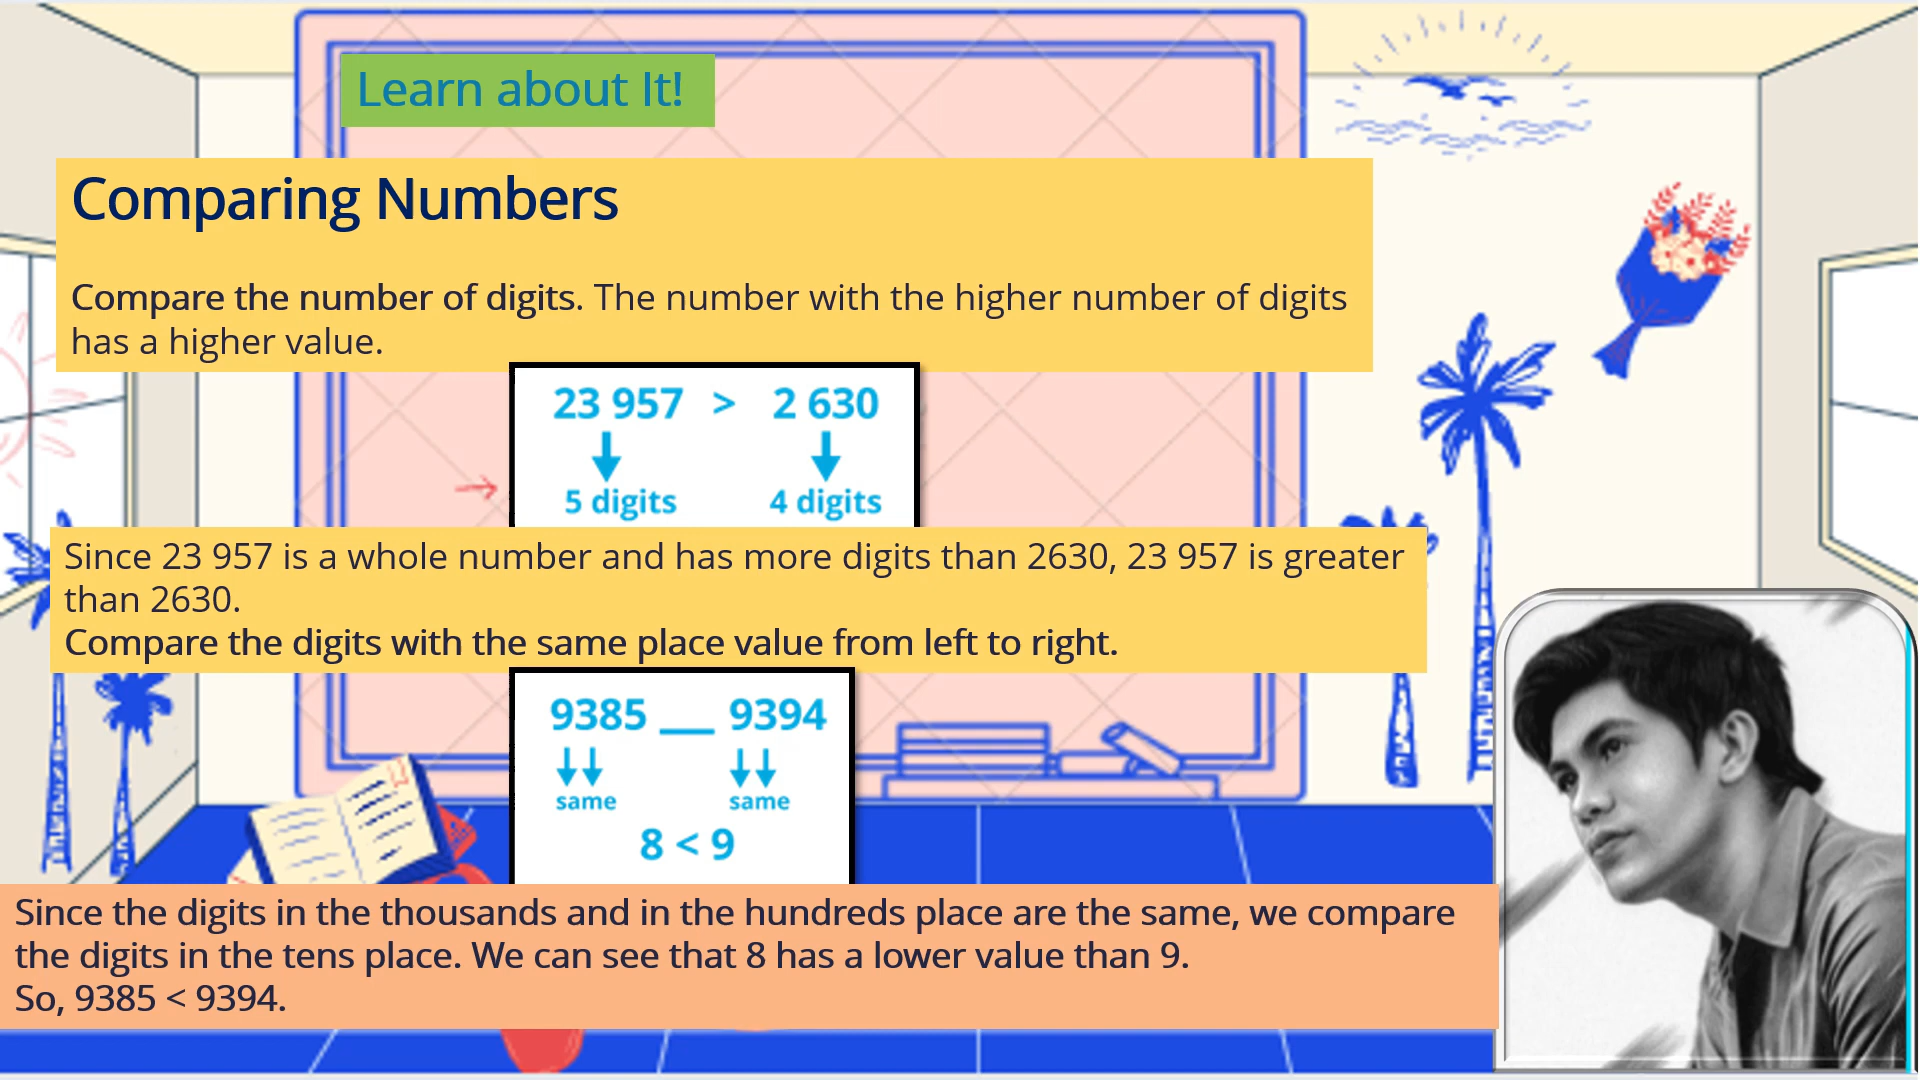 Learn about It!
Comparing Numbers
Compare the number of digits. The number with the higher number of digits
has a higher value.
23 957 > 2 630
5 digits 4 digits
Since 23 957 is a whole number and has more digits than 2630, 23 957 is greater
than 2630.
Compare the digits with the same place value from left to right.
9385 __ 9394
same same
8 < 9
Since the digits in the thousands and in the hundreds place are the same, we compare
the digits in the tens place. We can see that 8 has a lower value than 9.
So, 9385 < 9394.